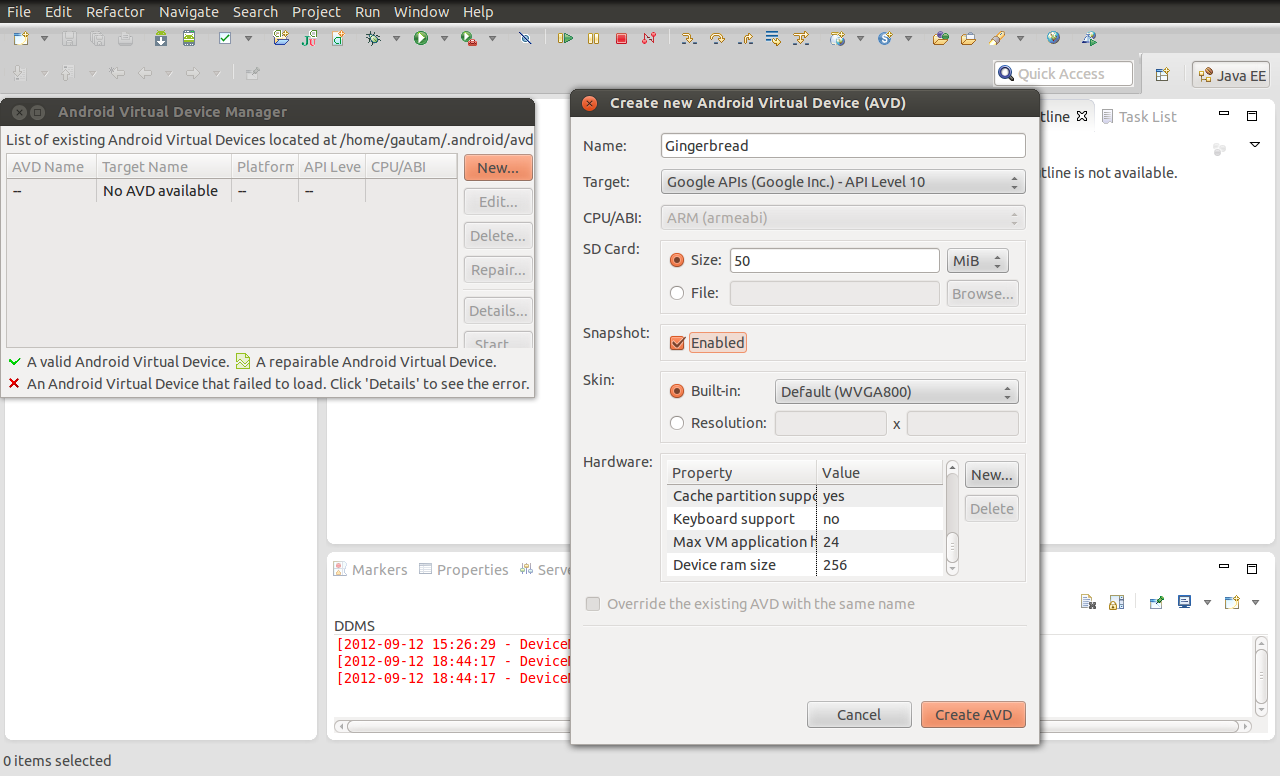 File Edit Refactor Navigate Search Project Run Window Help
Quick Access
Java EE
Android Virtual Device Manager
List of existing Android Virtual Devices located at /home/gautam/.android/avd
AVD Name Target Name Platform API Leve CPU/ABI
-- No AVD available -- --
New...
Edit...
Delete...
Repair...
Details...
Start...
A valid Android Virtual Device. A repairable Android Virtual Device.
An Android Virtual Device that failed to load. Click 'Details' to see the error.
Create new Android Virtual Device (AVD)
Name: Gingerbread
Target: Google APIs (Google Inc.) - API Level 10
CPU/ABI: ARM (armeabi)
SD Card:
Size: 50 MiB
File: Browse...
Snapshot:
Enabled
Skin:
Built-in: Default (WVGA800)
Resolution: x
Hardware:
Property Value
Cache partition suppo yes
Keyboard support no
Max VM application h 24
Device ram size 256
New...
Delete
Override the existing AVD with the same name
Cancel Create AVD
tline Task List
tline is not available.
Markers Properties Serve
DDMS
[2012-09-12 15:26:29 - Device
[2012-09-12 18:44:17 - Device
[2012-09-12 18:44:17 - Device
0 items selected